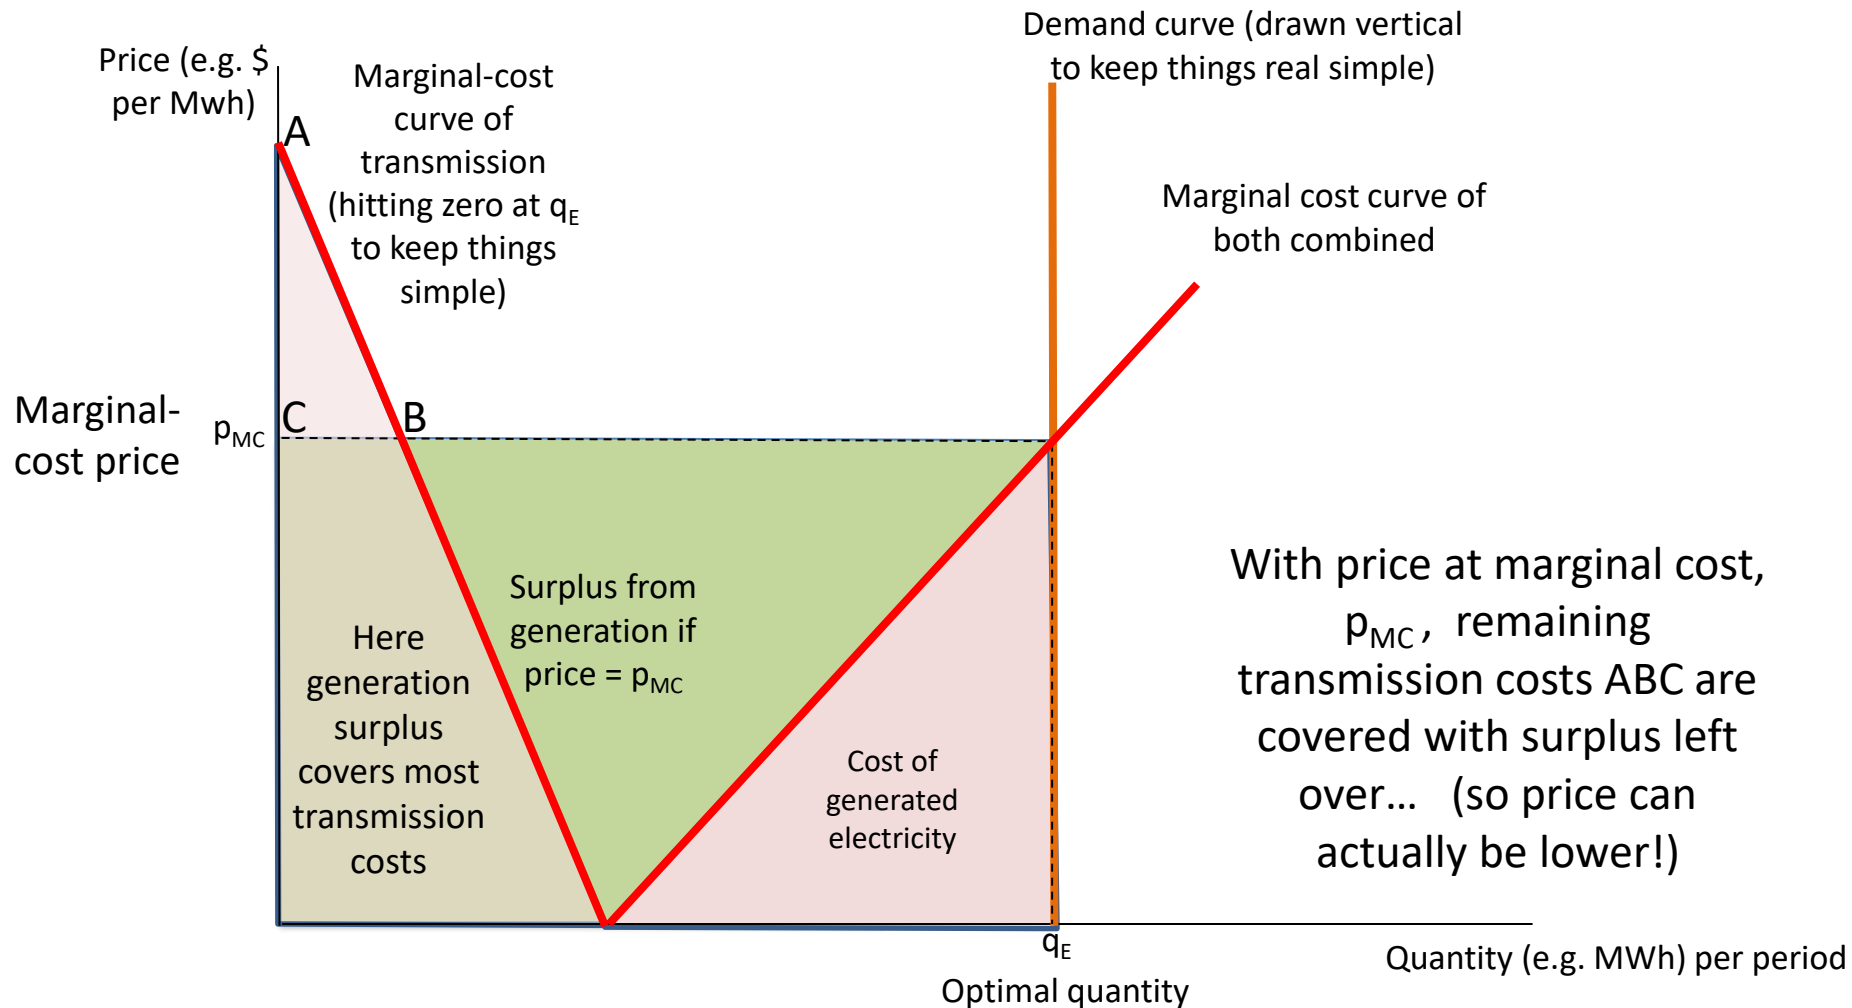 Demand curve (drawn vertical
to keep things real simple)
Price (e.g. $
per Mwh)
Marginal-cost
curve of
transmission
(hitting zero at qE
to keep things
simple)
A
Marginal cost curve of
both combined
Marginal-
cost price
pMC
C
B
With price at marginal cost,
pMC , remaining
transmission costs ABC are
covered with surplus left
over… (so price can
actually be lower!)
Surplus from
generation if
price = pMC
Here
generation
surplus
covers most
transmission
costs
Cost of
generated
electricity
qE
Optimal quantity
Quantity (e.g. MWh) per period